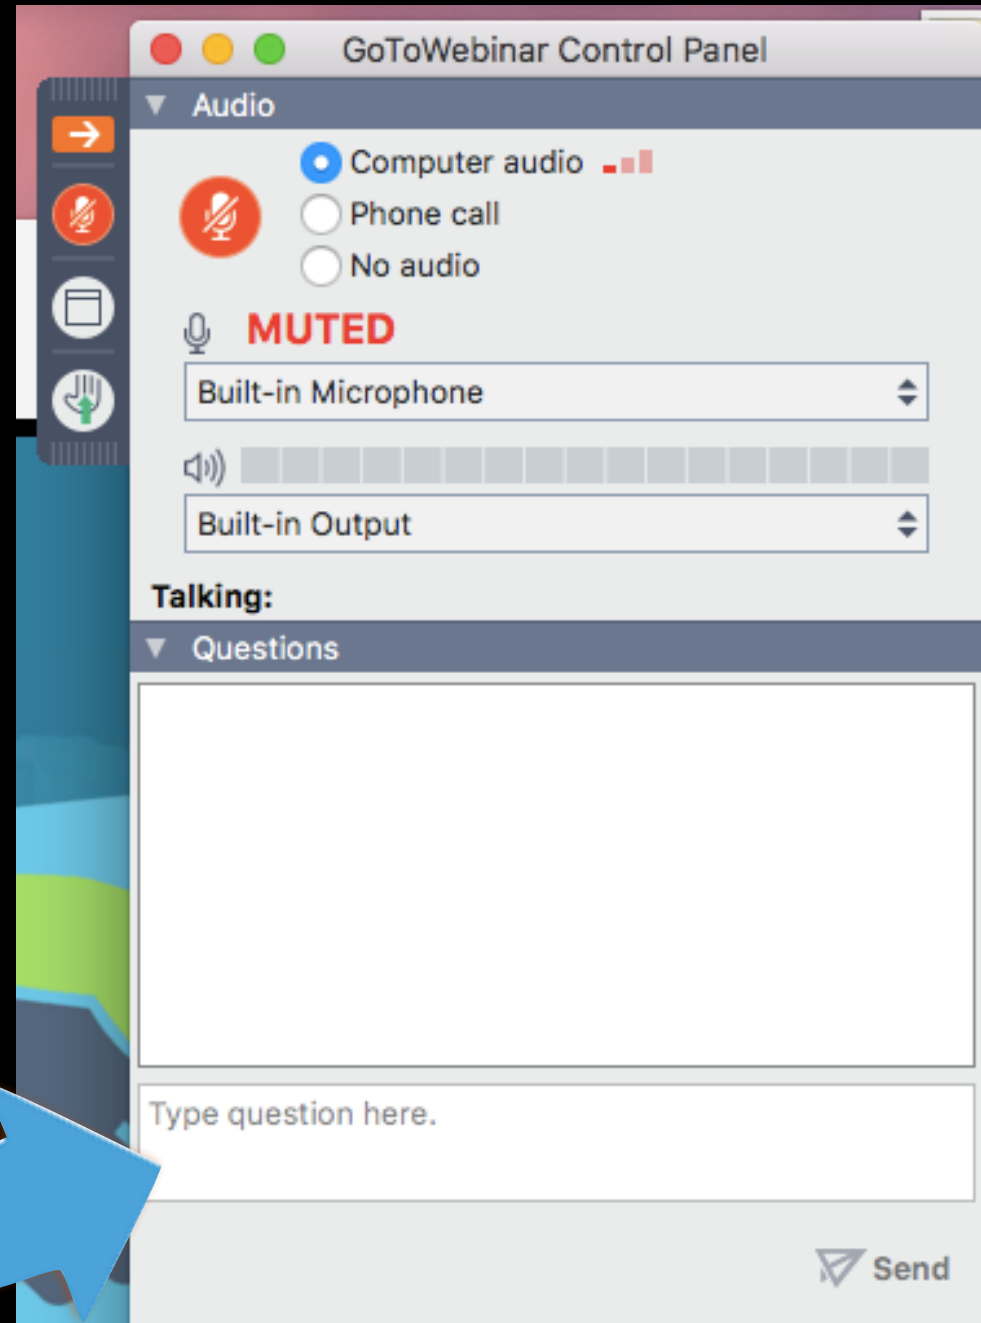 GoToWebinar Control Panel
Audio
Computer audio
Phone call
No audio
MUTED
Built-in Microphone
Built-in Output
Talking:
Questions
Type question here.
Send